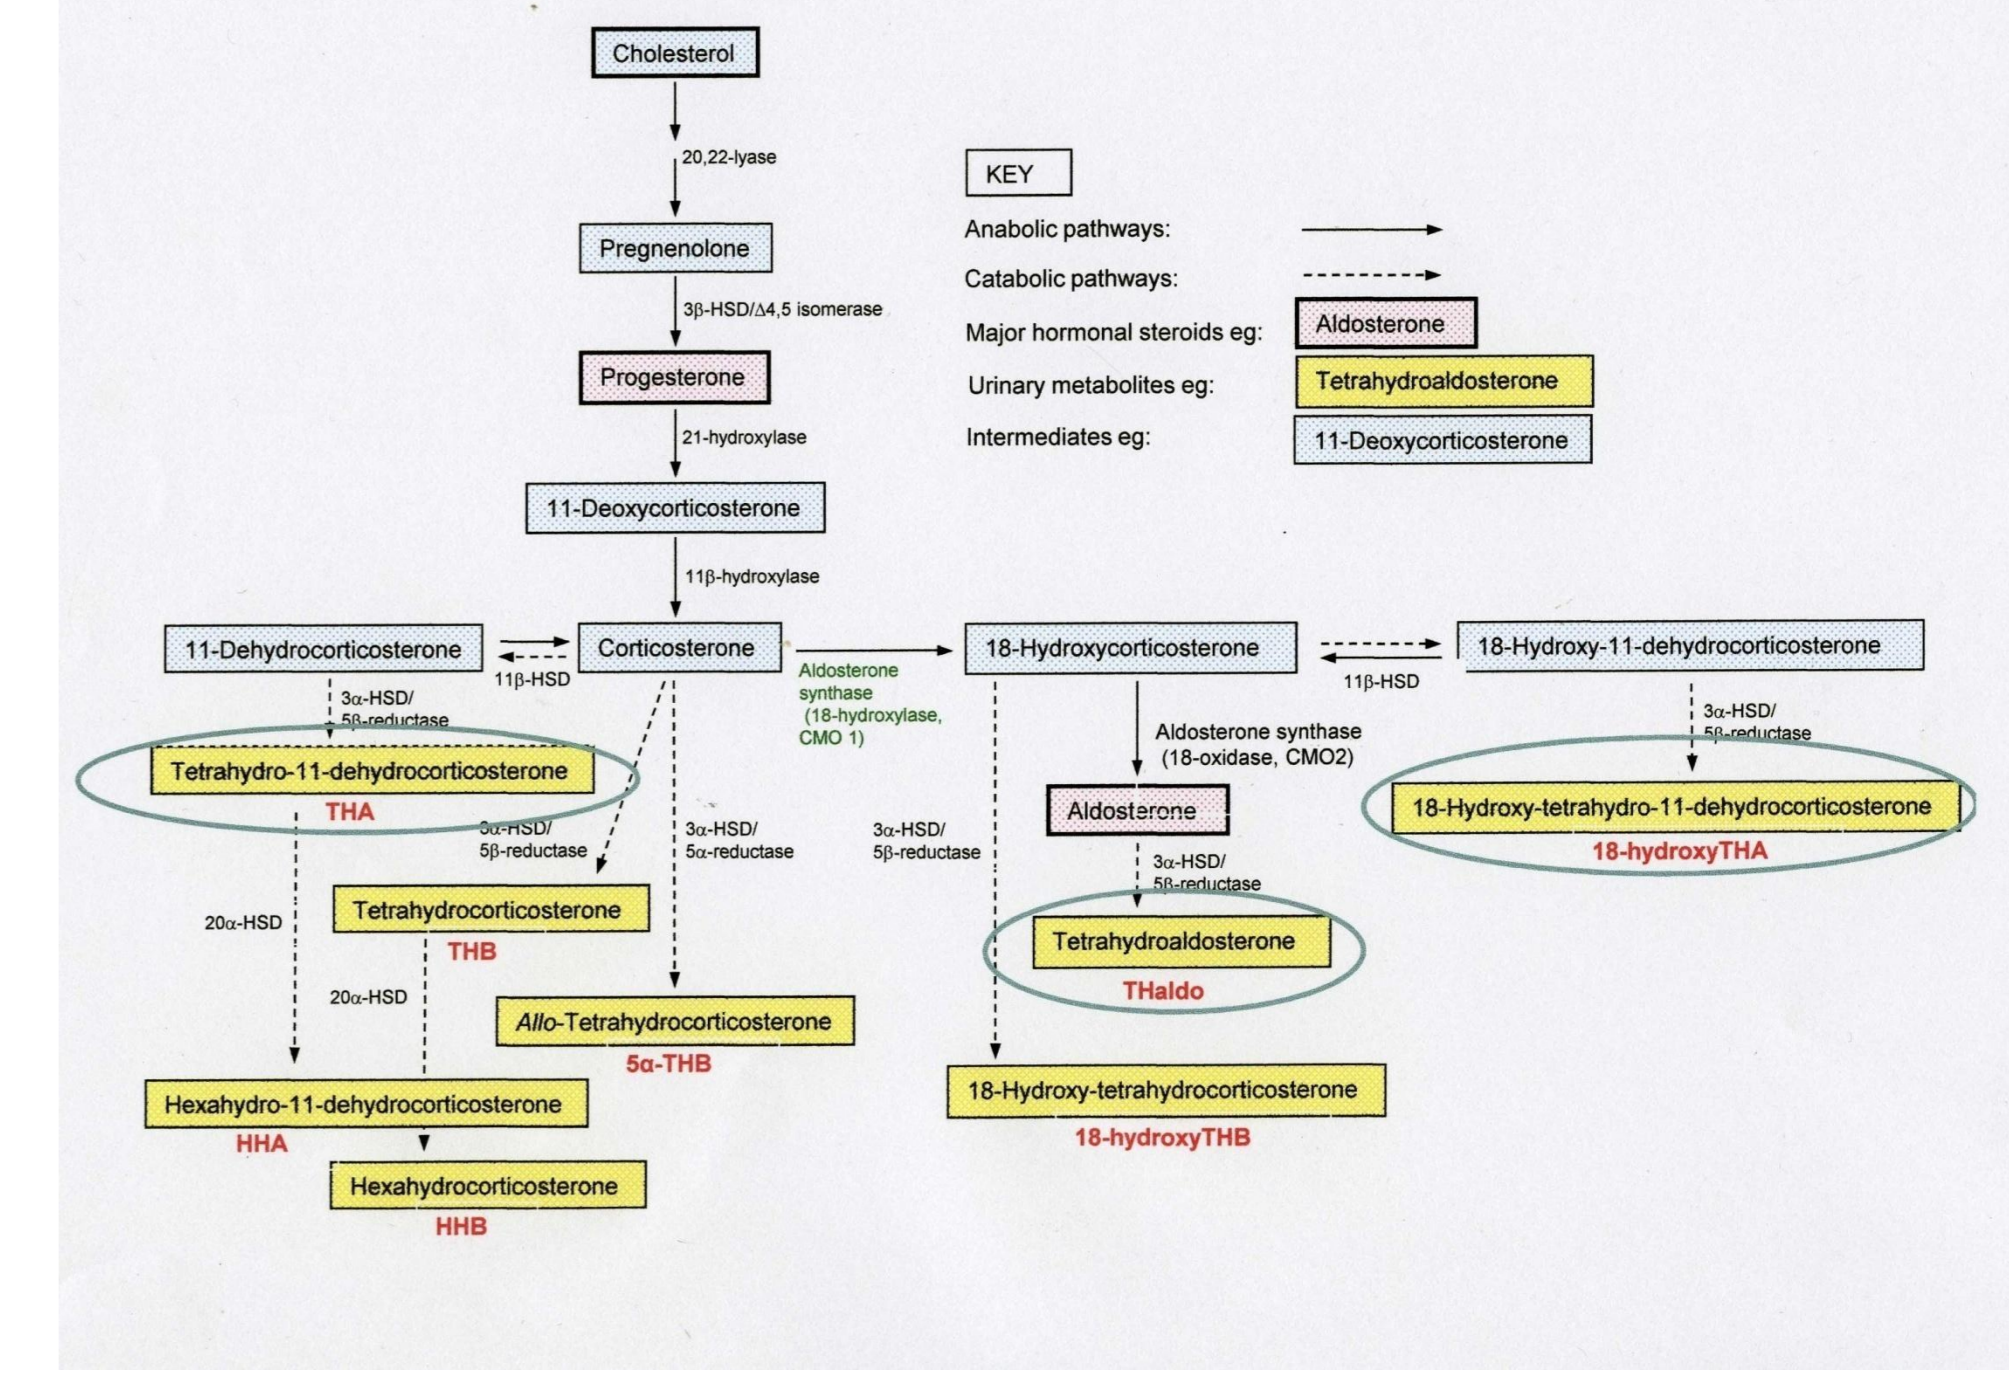 Cholesterol
20,22-lyase
KEY
Pregnenolone
Anabolic pathways:
Catabolic pathways:
3β-HSD/Δ4,5 isomerase
Major hormonal steroids eg:
Aldosterone
Progesterone
Urinary metabolites eg:
Tetrahydroaldosterone
21-hydroxylase
Intermediates eg:
11-Deoxycorticosterone
11-Deoxycorticosterone
11β-hydroxylase
11-Dehydrocorticosterone
Corticosterone
18-Hydroxycorticosterone
18-Hydroxy-11-dehydrocorticosterone
11β-HSD
Aldosterone
synthase
(18-hydroxylase,
CMO 1)
11β-HSD
3α-HSD/
5β-reductase
Aldosterone synthase
(18-oxidase, CMO2)
3α-HSD/
5β-reductase
Tetrahydro-11-dehydrocorticosterone
THA
Aldosterone
18-Hydroxy-tetrahydro-11-dehydrocorticosterone
18-hydroxyTHA
3α-HSD/
5β-reductase
3α-HSD/
5α-reductase
3α-HSD/
5β-reductase
3α-HSD/
5β-reductase
20α-HSD
Tetrahydrocorticosterone
THB
Tetrahydroaldosterone
THaldo
20α-HSD
Allo-Tetrahydrocorticosterone
5α-THB
Hexahydro-11-dehydrocorticosterone
HHA
18-Hydroxy-tetrahydrocorticosterone
18-hydroxyTHB
Hexahydrocorticosterone
HHB